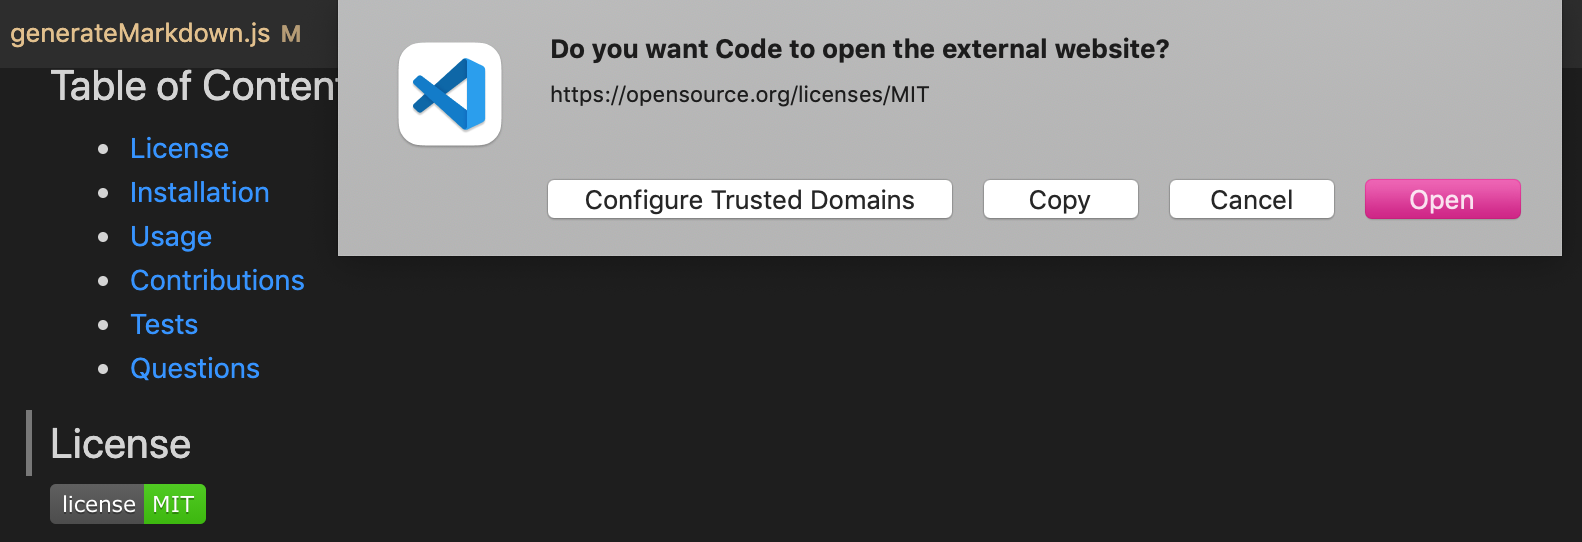 generateMarkdown.js M
Do you want Code to open the external website?
https://opensource.org/licenses/MIT
Configure Trusted Domains
Copy
Cancel
Open
Table of Conten
License
Installation
Usage
Contributions
Tests
Questions
License
license MIT